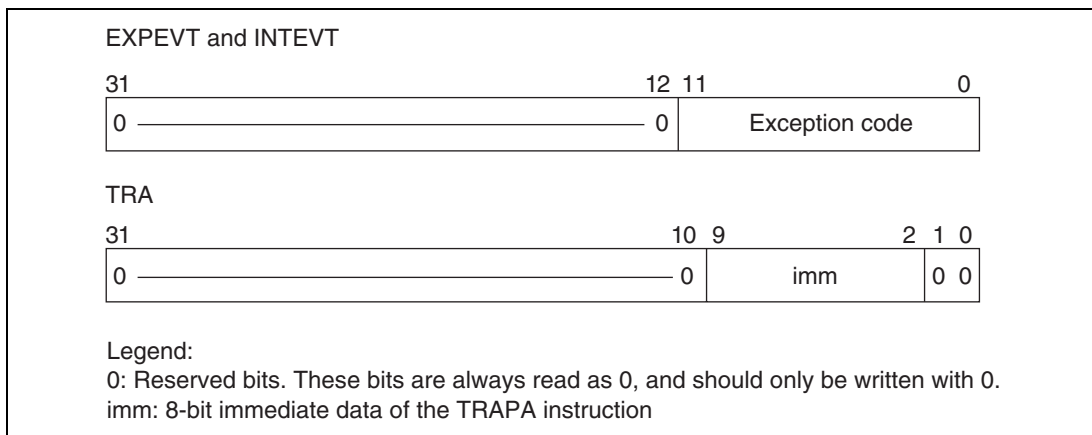 EXPEVT and INTEVT
31 12 11 0
0 0 Exception code
TRA
31 10 9 2 1 0
0 0 imm 0 0
Legend:
0: Reserved bits. These bits are always read as 0, and should only be written with 0.
imm: 8-bit immediate data of the TRAPA instruction